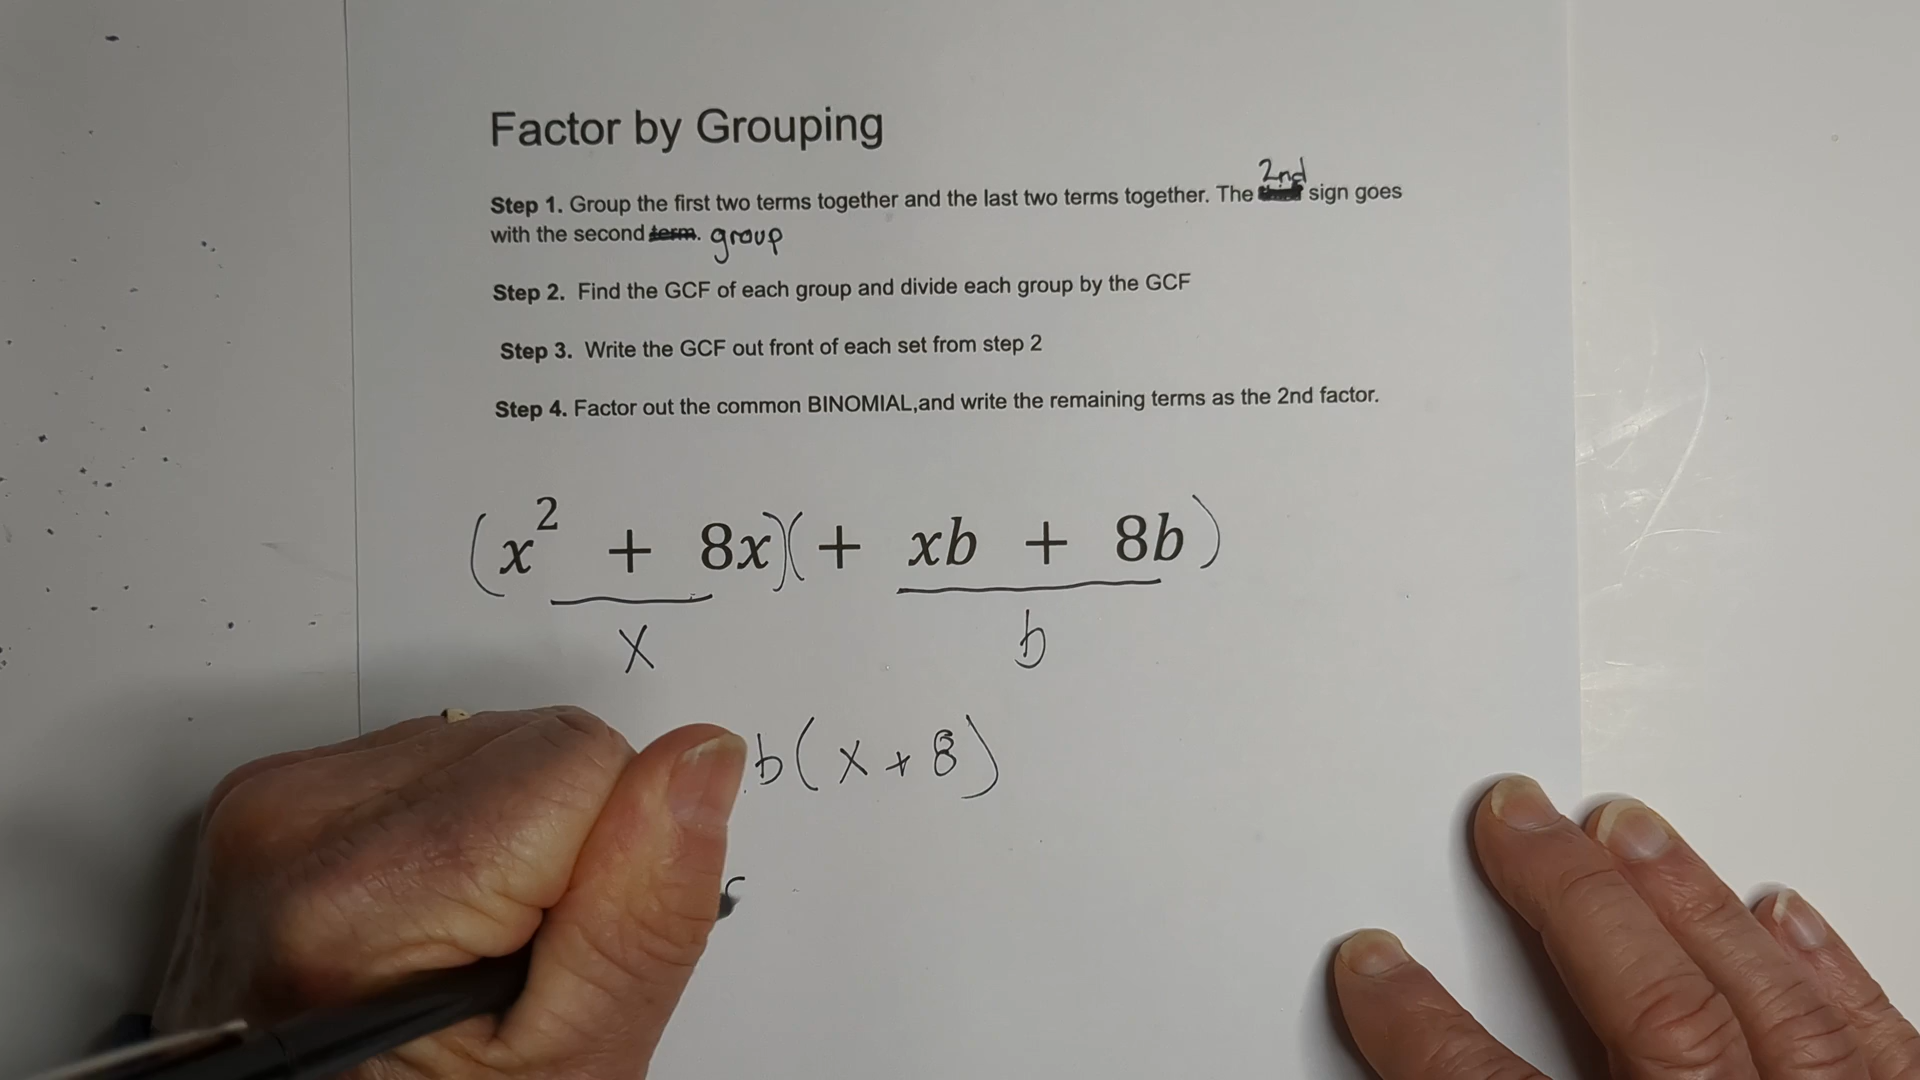 Factor by Grouping
2nd
Step 1. Group the first two terms together and the last two terms together. The sign goes
with the second term. group
Step 2. Find the GCF of each group and divide each group by the GCF
Step 3. Write the GCF out front of each set from step 2
Step 4. Factor out the common BINOMIAL,and write the remaining terms as the 2nd factor.
(x² + 8x)(+ xb + 8b)
x b
b(x+8)